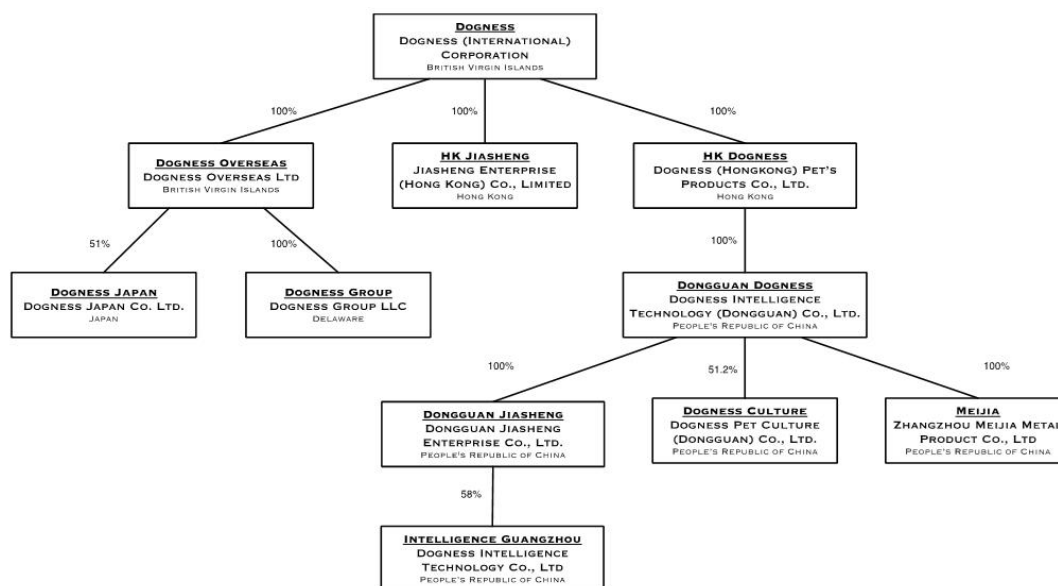 Dogness
Dogness (International)
Corporation
British Virgin Islands
100%
100%
100%
Dogness Overseas
Dogness Overseas Ltd
British Virgin Islands
HK Jiasheng
Jiasheng Enterprise
(Hong Kong) Co., Limited
Hong Kong
HK Dogness
Dogness (Hongkong) Pet's
Products Co., Ltd.
Hong Kong
51%
100%
100%
Dogness Japan
Dogness Japan Co. Ltd.
Japan
Dogness Group
Dogness Group LLC
Delaware
Dongguan Dogness
Dogness Intelligence
Technology (Dongguan) Co., Ltd.
People's Republic of China
100%
51.2%
100%
Dongguan Jiasheng
Dongguan Jiasheng
Enterprise Co., Ltd.
People's Republic of China
Dogness Culture
Dogness Pet Culture
(Dongguan) Co., Ltd.
People's Republic of China
Meijia
Zhangzhou Meijia Metal
Product Co., Ltd
People's Republic of China
58%
Intelligence Guangzhou
Dogness Intelligence
Technology Co., Ltd
People's Republic of China